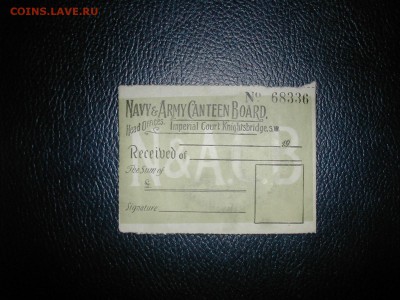 COINS.LAVE.RU
No 68336
NAVY & ARMY CANTEEN BOARD.
Head Offices Imperial Court Knightsbridge, S.W.
19
Received of
The Sum of
£
Signature
N&A.C.B